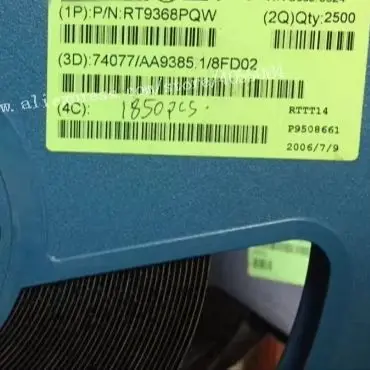 (1P):P/N:RT9368PQW (2Q)Qty:2500
(3D):74077/AA9385.1/8FD02
(4C): 1850pcs.
RTTT14
P9508661
2006/7/9